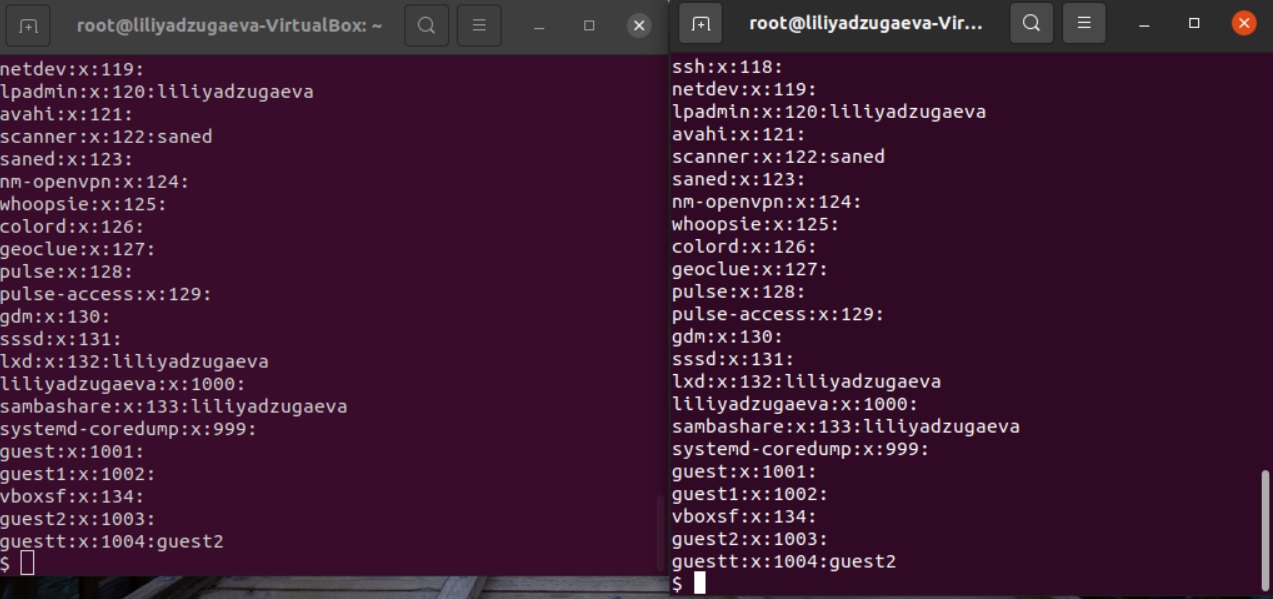 root@liliyadzugaeva-VirtualBox: ~
netdev:x:119:
lpadmin:x:120:liliyadzugaeva
avahi:x:121:
scanner:x:122:saned
saned:x:123:
nm-openvpn:x:124:
whoopsie:x:125:
colord:x:126:
geoclue:x:127:
pulse:x:128:
pulse-access:x:129:
gdm:x:130:
sssd:x:131:
lxd:x:132:liliyadzugaeva
liliyadzugaeva:x:1000:
sambashare:x:133:liliyadzugaeva
systemd-coredump:x:999:
guest:x:1001:
guest1:x:1002:
vboxsf:x:134:
guest2:x:1003:
guestt:x:1004:guest2
$
root@liliyadzugaeva-Vir...
ssh:x:118:
netdev:x:119:
lpadmin:x:120:liliyadzugaeva
avahi:x:121:
scanner:x:122:saned
saned:x:123:
nm-openvpn:x:124:
whoopsie:x:125:
colord:x:126:
geoclue:x:127:
pulse:x:128:
pulse-access:x:129:
gdm:x:130:
sssd:x:131:
lxd:x:132:liliyadzugaeva
liliyadzugaeva:x:1000:
sambashare:x:133:liliyadzugaeva
systemd-coredump:x:999:
guest:x:1001:
guest1:x:1002:
vboxsf:x:134:
guest2:x:1003:
guestt:x:1004:guest2
$